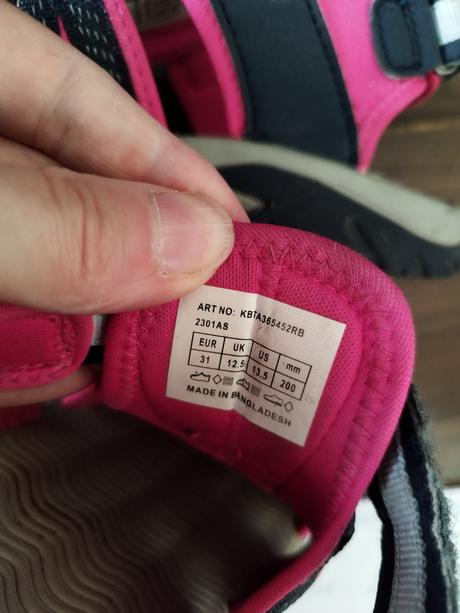 ART NO: KBTA365452RB
2301AS
EUR UK US mm
31 12.5 13.5 200
MADE IN BANGLADESH